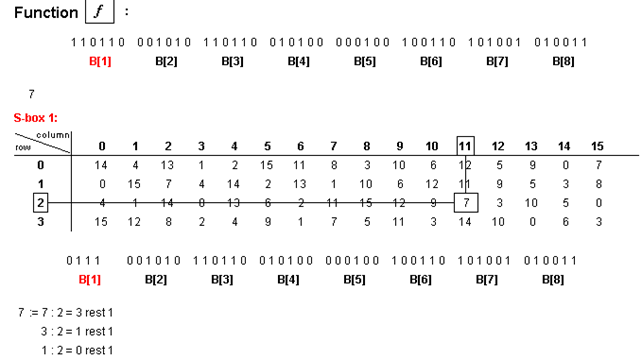 Function f :
110110 001010 110110 010100 000100 100110 101001 010011
B[1] B[2] B[3] B[4] B[5] B[6] B[7] B[8]
7
S-box 1:
column
row 0 1 2 3 4 5 6 7 8 9 10 11 12 13 14 15
0 14 4 13 1 2 15 11 8 3 10 6 12 5 9 0 7
1 0 15 7 4 14 2 13 1 10 6 12 11 9 5 3 8
2 4 1 14 8 13 6 2 11 15 12 9 7 3 10 5 0
3 15 12 8 2 4 9 1 7 5 11 3 14 10 0 6 3
0111 001010 110110 010100 000100 100110 101001 010011
B[1] B[2] B[3] B[4] B[5] B[6] B[7] B[8]
7 := 7 : 2 = 3 rest 1
3 : 2 = 1 rest 1
1 : 2 = 0 rest 1